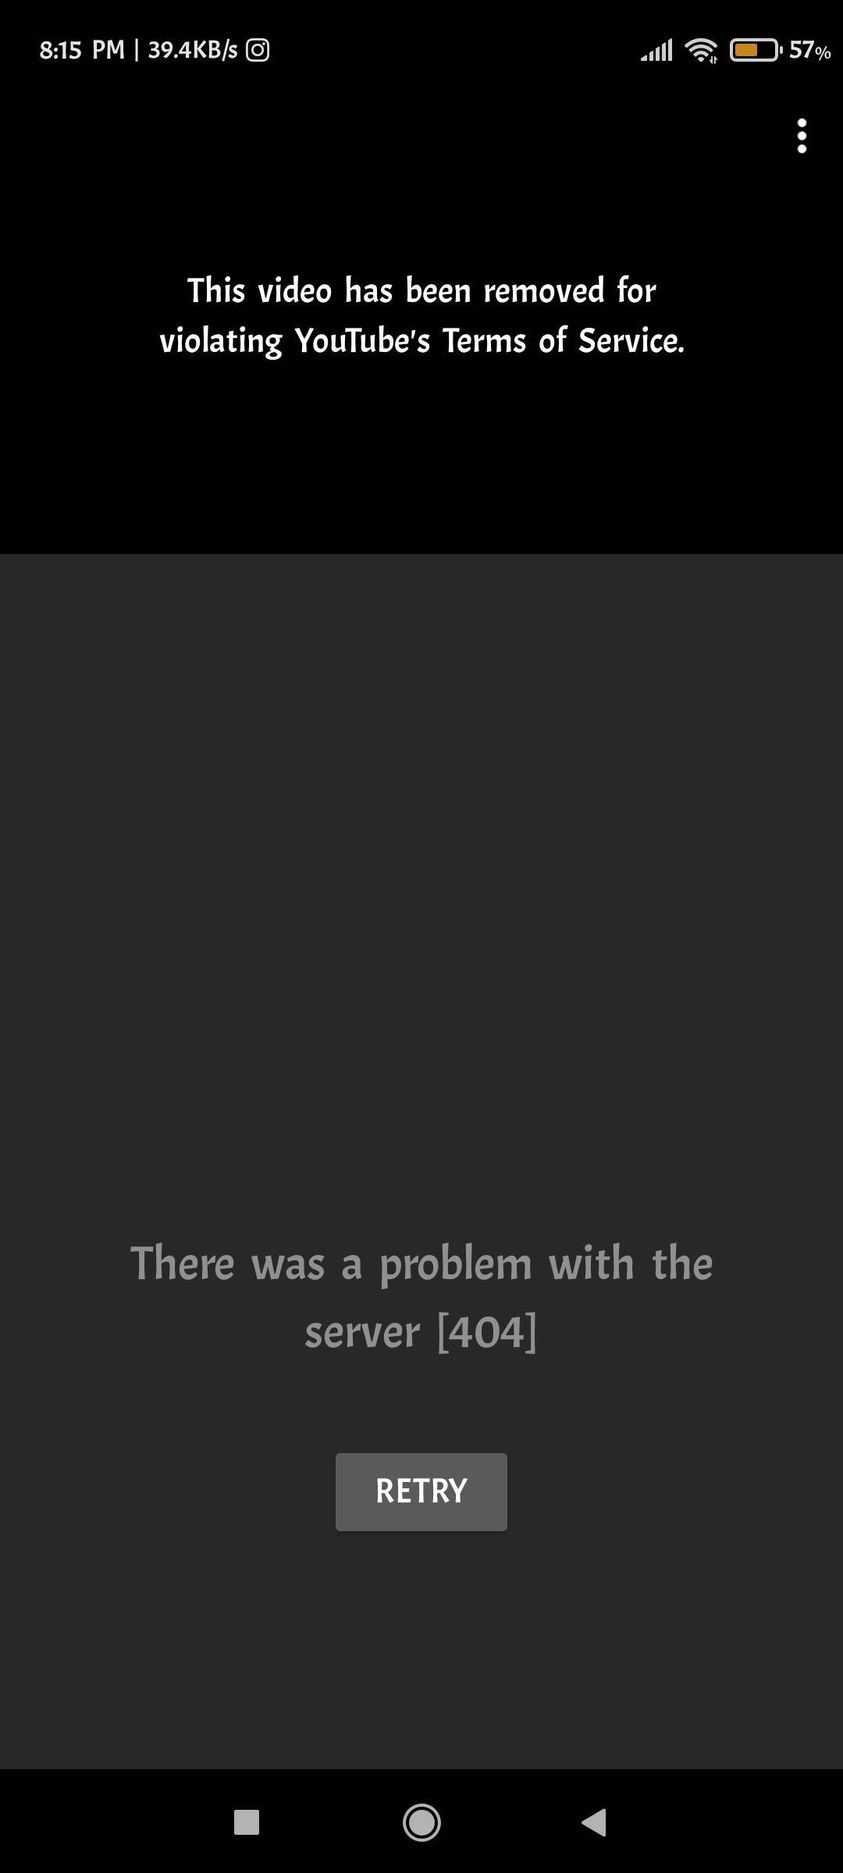 8:15 PM | 39.4KB/s 57%
This video has been removed for
violating YouTube's Terms of Service.
There was a problem with the
server [404]
RETRY